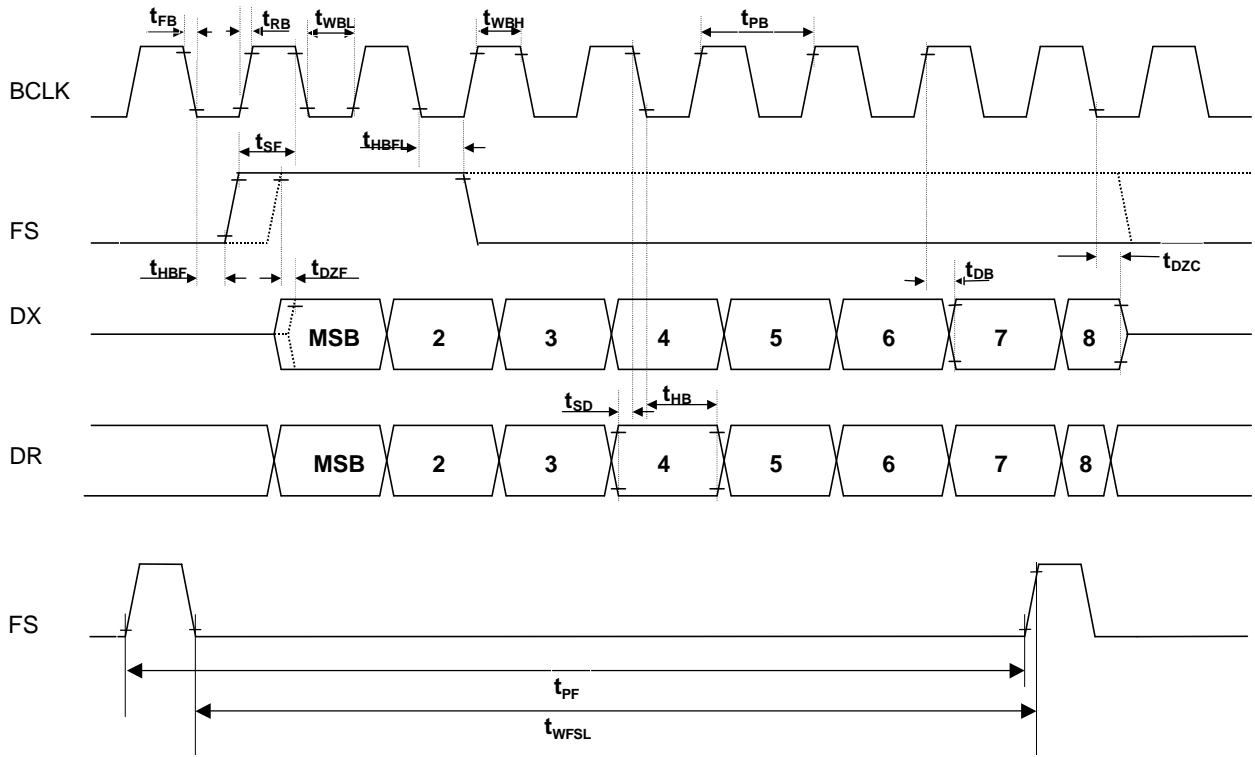 tFB
tRB
tWBL
tWBH
tPB
BCLK
tSF
tHBFL
FS
tHBF
tDZF
tDB
tDZC
DX
MSB 2 3 4 5 6 7 8
tSD
tHB
DR
MSB 2 3 4 5 6 7 8
FS
tPF
tWFSL